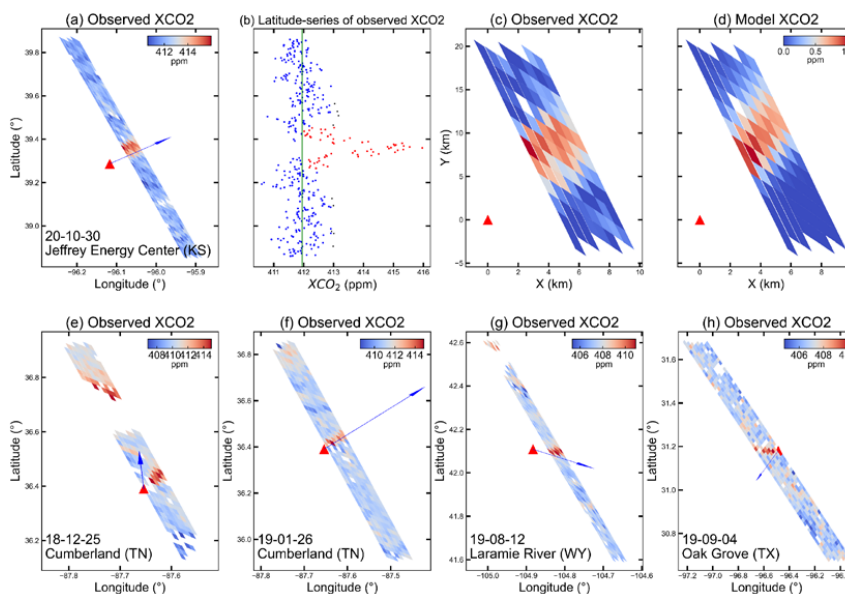 (a) Observed XCO2
(b) Latitude-series of observed XCO2
(c) Observed XCO2
(d) Model XCO2
39.8
39.6
39.4
39.2
39.0
Latitude (°)
412 414
ppm
20-10-30
Jeffrey Energy Center (KS)
−96.2 −96.1 −96.0 −95.9
Longitude (°)
411 412 413 414 415 416
XCO₂ (ppm)
20
15
10
5
0
−5
Y (km)
0 2 4 6 8 10
X (km)
0.0 0.5 1
ppm
0 2 4 6 8
X (km)
(e) Observed XCO2
(f) Observed XCO2
(g) Observed XCO2
(h) Observed XCO2
36.8
36.6
36.4
36.2
Latitude (°)
408 410 412 414
ppm
18-12-25
Cumberland (TN)
−87.8 −87.7 −87.6
Longitude (°)
36.8
36.6
36.4
36.2
36.0
Latitude (°)
410 412 414
ppm
19-01-26
Cumberland (TN)
−87.8 −87.7 −87.6 −87.5
Longitude (°)
42.6
42.4
42.2
42.0
41.8
41.6
Latitude (°)
406 408 410
ppm
19-08-12
Laramie River (WY)
−105.0 −104.9 −104.8 −104.7 −104.6
Longitude (°)
31.6
31.4
31.2
31.0
30.8
Latitude (°)
406 408
ppm
19-09-04
Oak Grove (TX)
−97.2 −97.0 −96.8 −96.6 −96.5 −96.4 −96.2 −96.0
Longitude (°)